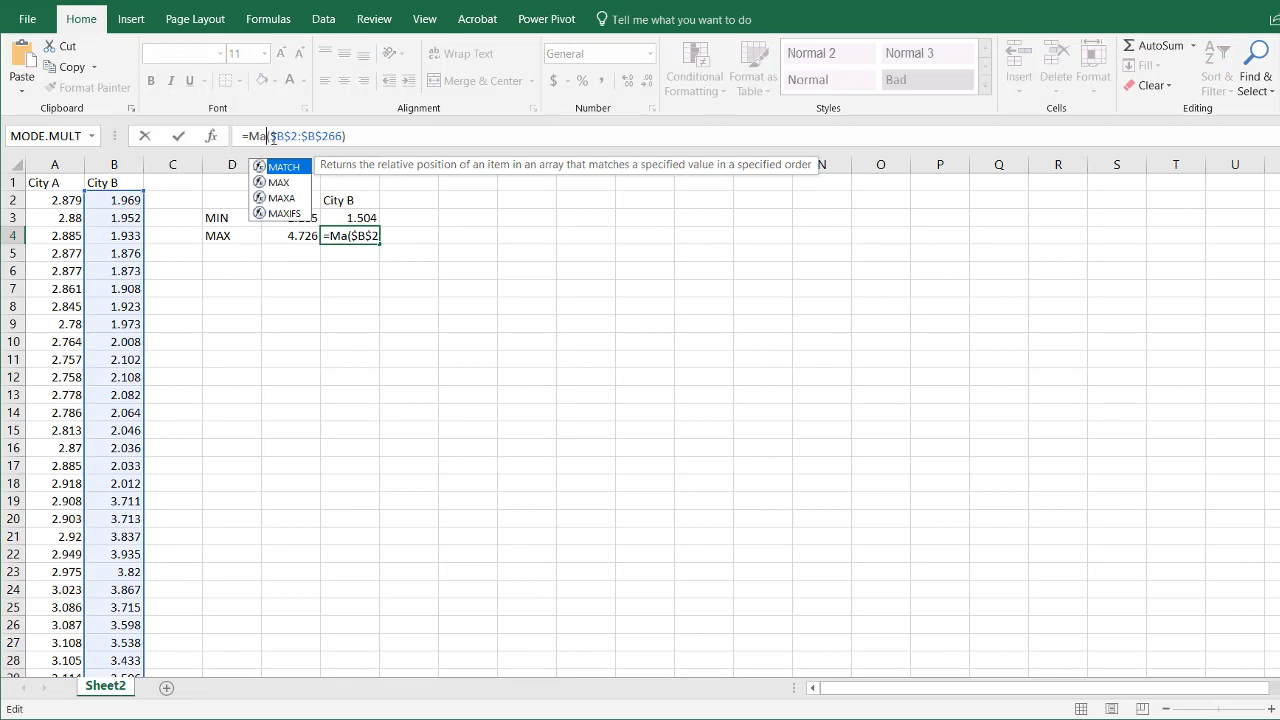 File Home Insert Page Layout Formulas Data Review View Acrobat Power Pivot Tell me what you want to do
Paste Cut Copy Format Painter
Clipboard
11 B I U A
Font
Wrap Text Merge & Center
Alignment
General $ % ,
Number
Conditional Formatting Format as Table Normal 2 Normal 3 Normal Bad
Styles
Insert Delete Format
Cells
AutoSum Fill Clear Sort & Filter Find & Select
Editing
MODE.MULT fx =Ma($B$2:$B$266)
MATCH Returns the relative position of an item in an array that matches a specified value in a specified order
MAX
MAXA
MAXIFS
A B C D N O P Q R S T U
1 City A City B
2 2.879 1.969 City B
3 2.88 1.952 MIN 1.504
4 2.885 1.933 MAX 4.726 =Ma($B$2
5 2.877 1.876
6 2.877 1.873
7 2.861 1.908
8 2.845 1.923
9 2.78 1.973
10 2.764 2.008
11 2.757 2.102
12 2.758 2.108
13 2.778 2.082
14 2.786 2.064
15 2.813 2.046
16 2.87 2.036
17 2.885 2.033
18 2.918 2.012
19 2.908 3.711
20 2.903 3.713
21 2.92 3.837
22 2.949 3.935
23 2.975 3.82
24 3.023 3.867
25 3.086 3.715
26 3.087 3.598
27 3.108 3.538
28 3.105 3.433
Sheet2
Edit